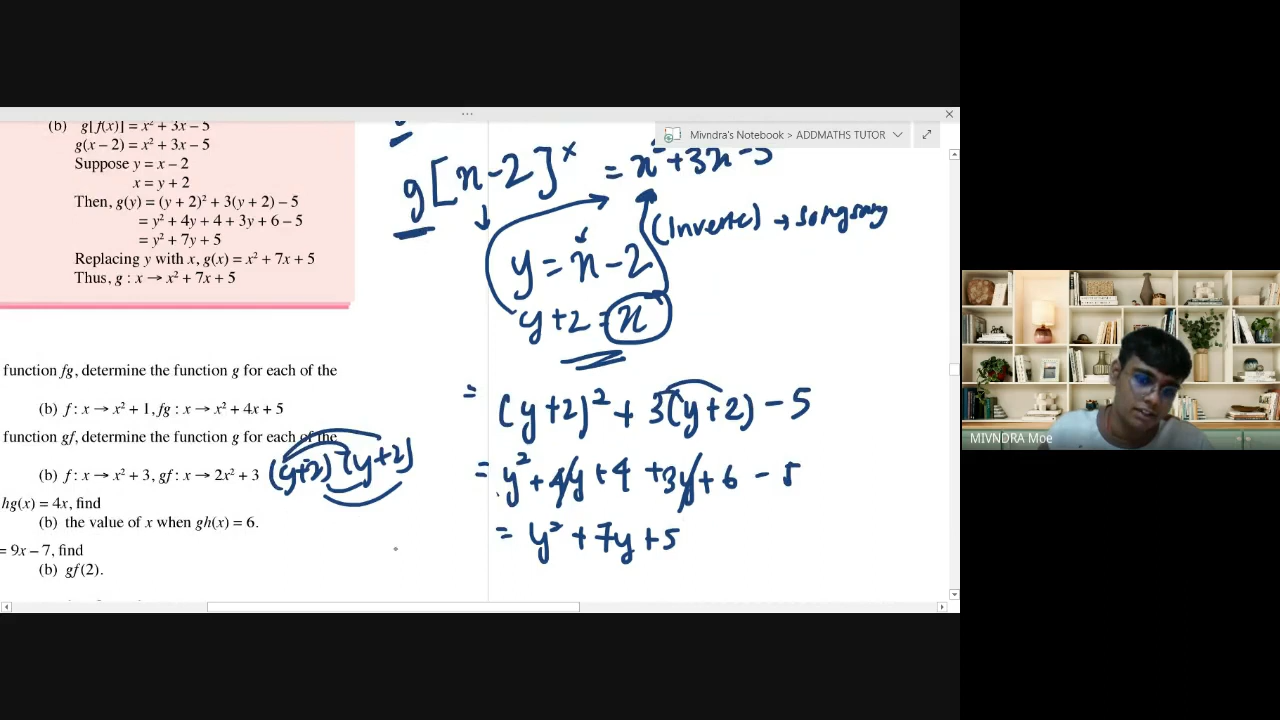 Mivndra's Notebook > ADDMATHS TUTOR
(b) g[f(x)] = x² + 3x − 5
g(x − 2) = x² + 3x − 5
Suppose y = x − 2
x = y + 2
Then, g(y) = (y + 2)² + 3(y + 2) − 5
= y² + 4y + 4 + 3y + 6 − 5
= y² + 7y + 5
Replacing y with x, g(x) = x² + 7x + 5
Thus, g : x → x² + 7x + 5
function fg, determine the function g for each of the
(b) f : x → x² + 1, fg : x → x² + 4x + 5
function gf, determine the function g for each of the
(b) f : x → x² + 3, gf : x → 2x² + 3
hg(x) = 4x, find
(b) the value of x when gh(x) = 6.
= 9x − 7, find
(b) gf(2).
(y+2) (y+2)
g[x-2] = x²+3x-5
(Inverse) →
y = x - 2
y + 2 = x
= (y+2)² + 3(y+2) - 5
= y² + 4y + 4 + 3y + 6 - 5
= y² + 7y + 5
MIVNDRA Moe